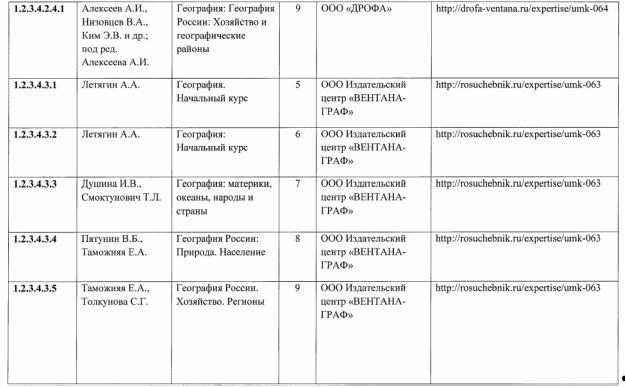 1.2.3.4.2.4.1 Алексеев А.И., География: География 9 ООО «ДРОФА» http://drofa-ventana.ru/expertise/umk-064
Низовцев В.А., России: Хозяйство и
Ким Э.В. и др.; географические
под ред. районы
Алексеева А.И.
1.2.3.4.3.1 Летягин А.А. География. 5 ООО Издательский http://rosuchebnik.ru/expertise/umk-063
Начальный курс центр «ВЕНТАНА-
ГРАФ»
1.2.3.4.3.2 Летягин А.А. География: 6 ООО Издательский http://rosuchebnik.ru/expertise/umk-063
Начальный курс центр «ВЕНТАНА-
ГРАФ»
1.2.3.4.3.3 Душина И.В., География: материки, 7 ООО Издательский http://rosuchebnik.ru/expertise/umk-063
Смоктунович Т.Л. океаны, народы и центр «ВЕНТАНА-
страны ГРАФ»
1.2.3.4.3.4 Пятунин В.Б., География России: 8 ООО Издательский http://rosuchebnik.ru/expertise/umk-063
Таможняя Е.А. Природа. Население центр «ВЕНТАНА-
ГРАФ»
1.2.3.4.3.5 Таможняя Е.А., География России. 9 ООО Издательский http://rosuchebnik.ru/expertise/umk-063
Толкунова С.Г. Хозяйство. Регионы центр «ВЕНТАНА-
ГРАФ»